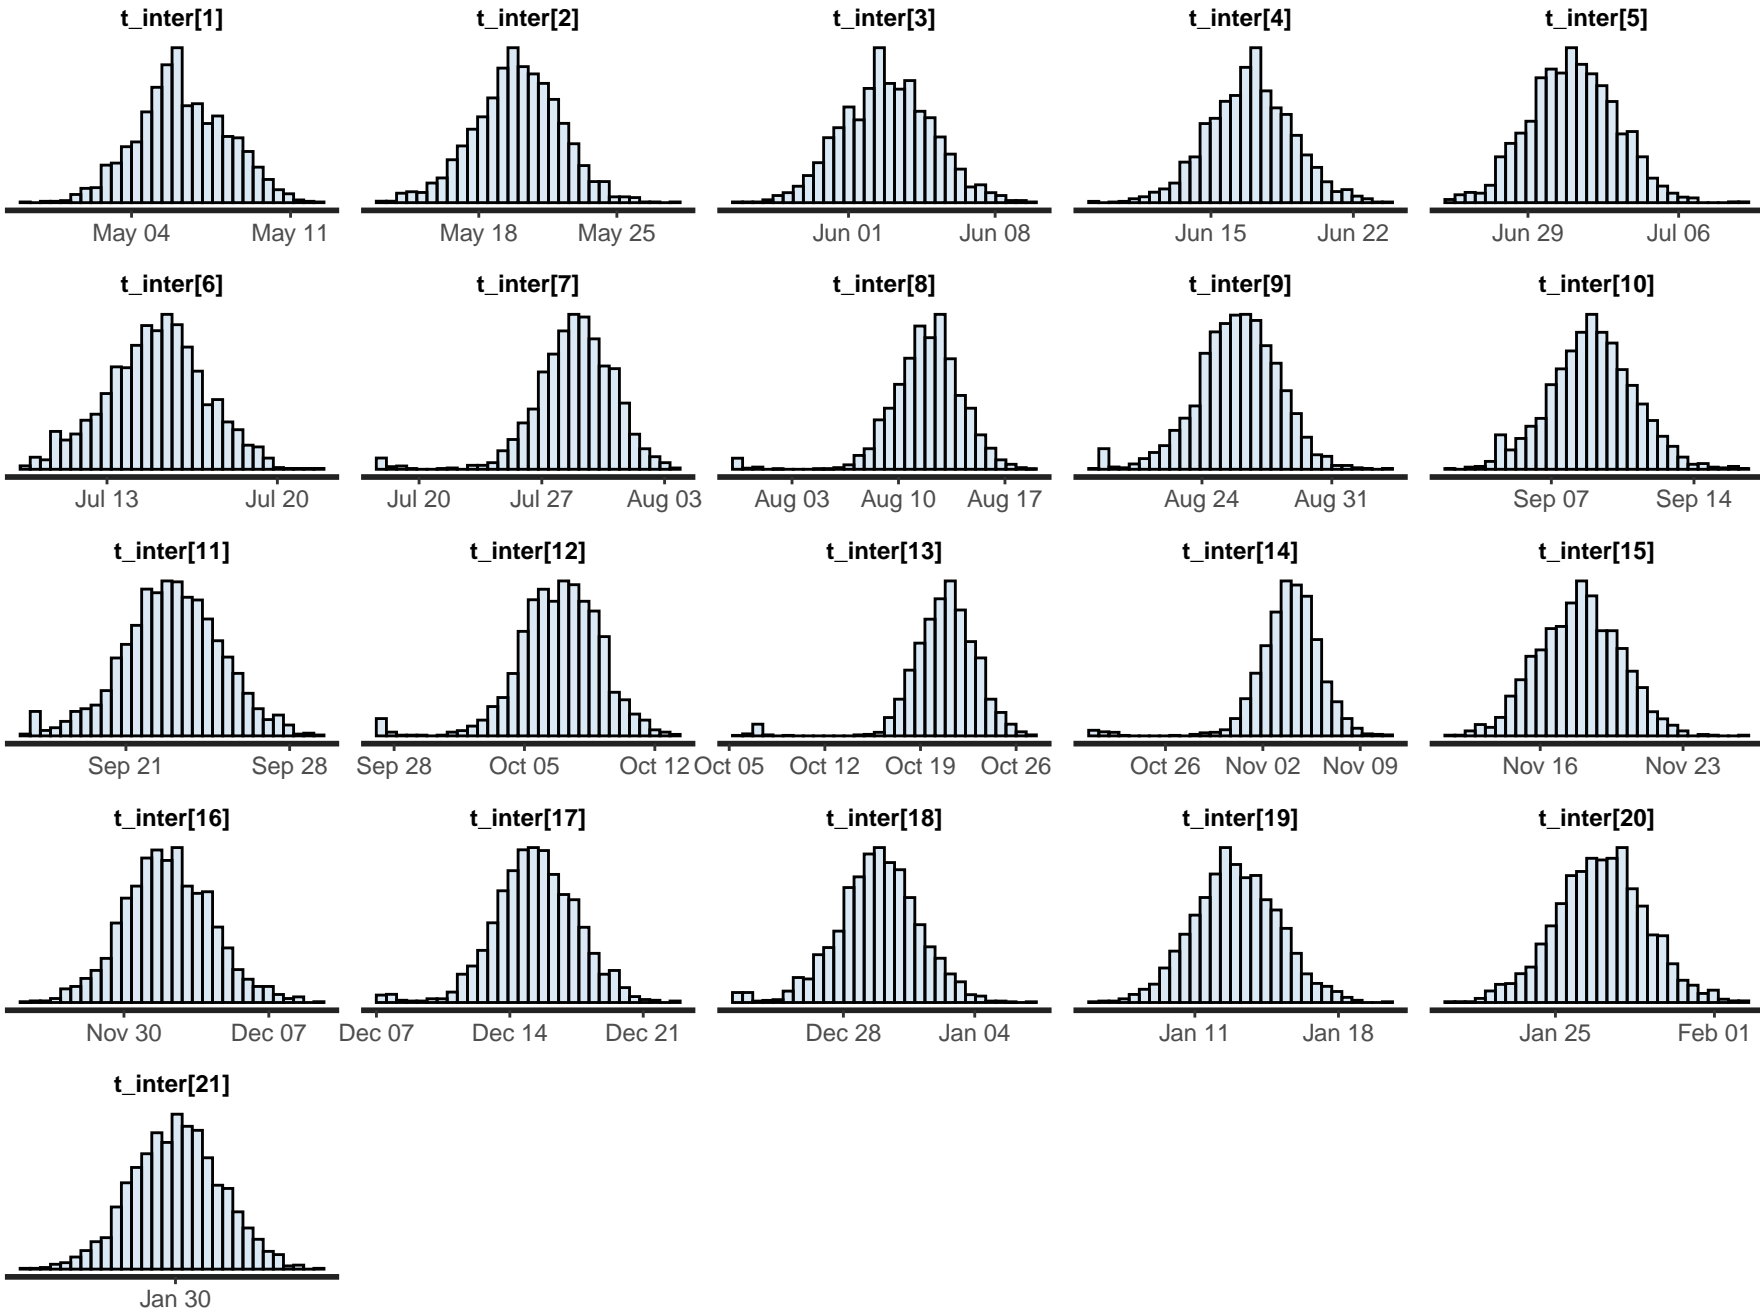 t_inter[1] t_inter[2] t_inter[3] t_inter[4] t_inter[5]
May 04 May 11 May 18 May 25 Jun 01 Jun 08 Jun 15 Jun 22 Jun 29 Jul 06
t_inter[6] t_inter[7] t_inter[8] t_inter[9] t_inter[10]
Jul 13 Jul 20 Jul 20 Jul 27 Aug 03 Aug 03 Aug 10 Aug 17 Aug 24 Aug 31 Sep 07 Sep 14
t_inter[11] t_inter[12] t_inter[13] t_inter[14] t_inter[15]
Sep 21 Sep 28 Sep 28 Oct 05 Oct 12 Oct 05 Oct 12 Oct 19 Oct 26 Oct 26 Nov 02 Nov 09 Nov 16 Nov 23
t_inter[16] t_inter[17] t_inter[18] t_inter[19] t_inter[20]
Nov 30 Dec 07 Dec 07 Dec 14 Dec 21 Dec 28 Jan 04 Jan 11 Jan 18 Jan 25 Feb 01
t_inter[21]
Jan 30